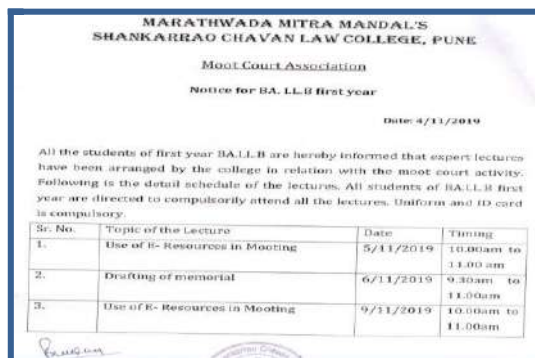 MARATHWADA MITRA MANDAL'S
SHANKARRAO CHAVAN LAW COLLEGE, PUNE
Moot Court Association
Notice for BA. LL.B first year
Date: 4/11/2019
All the students of first year BA.LL.B are hereby informed that expert lectures
have been arranged by the college in relation with the moot court activity.
Following is the detail schedule of the lectures. All students of BA.LL.B first
year are directed to compulsorily attend all the lectures. Uniform and ID card
is compulsory.
Sr. No. Topic of the Lecture Date Timing
1. Use of E- Resources in Mooting 5/11/2019 10.00am to
11.00 am
2. Drafting of memorial 6/11/2019 9.30am to
11.00am
3. Use of E- Resources in Mooting 9/11/2019 10.00am to
11.00am